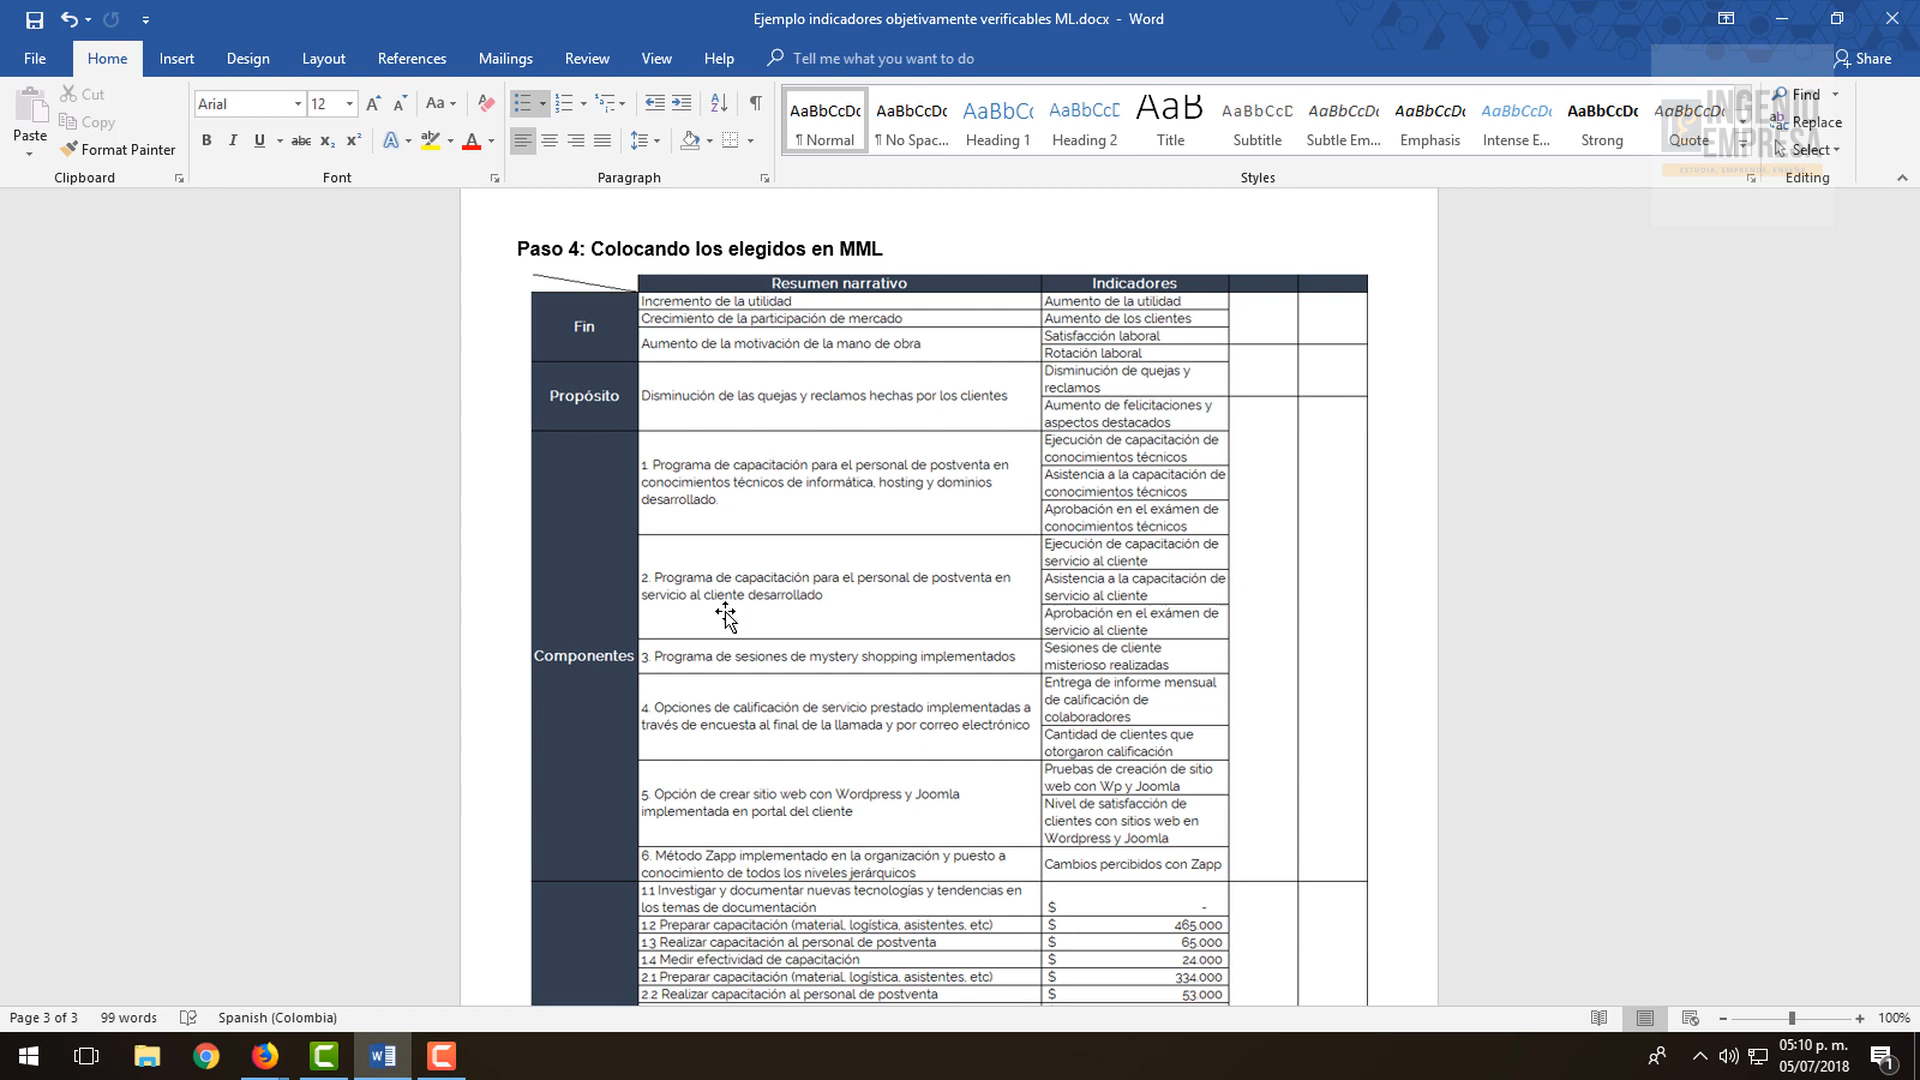 Ejemplo indicadores objetivamente verificables ML.docx - Word
File Home Insert Design Layout References Mailings Review View Help Tell me what you want to do Share
Paste
Cut
Copy
Format Painter
Clipboard
Arial 12
Font
Paragraph
AaBbCcDc AaBbCcDc AaBbCc AaBbCcD AaB AaBbCcD AaBbCcDc AaBbCcDc AaBbCcDc AaBbCcDc AaBbCcDc
¶ Normal ¶ No Spac... Heading 1 Heading 2 Title Subtitle Subtle Em... Emphasis Intense E... Strong Quote
Styles
Find
Replace
Select
Editing
INGENIO
EMPRESA
ESTUDIA, EMPRENDE, ENSEÑA
Paso 4: Colocando los elegidos en MML
Resumen narrativo Indicadores
Fin
Incremento de la utilidad
Aumento de la utilidad
Crecimiento de la participación de mercado
Aumento de los clientes
Aumento de la motivación de la mano de obra
Satisfacción laboral
Rotación laboral
Propósito
Disminución de las quejas y reclamos hechas por los clientes
Disminución de quejas y
reclamos
Aumento de felicitaciones y
aspectos destacados
Componentes
1. Programa de capacitación para el personal de postventa en
conocimientos técnicos de informática, hosting y dominios
desarrollado.
Ejecución de capacitación de
conocimientos técnicos
Asistencia a la capacitación de
conocimientos técnicos
Aprobación en el exámen de
conocimientos técnicos
2. Programa de capacitación para el personal de postventa en
servicio al cliente desarrollado
Ejecución de capacitación de
servicio al cliente
Asistencia a la capacitación de
servicio al cliente
Aprobación en el exámen de
servicio al cliente
3. Programa de sesiones de mystery shopping implementados
Sesiones de cliente
misterioso realizadas
4. Opciones de calificación de servicio prestado implementadas a
través de encuesta al final de la llamada y por correo electrónico
Entrega de informe mensual
de calificación de
colaboradores
Cantidad de clientes que
otorgaron calificación
5. Opción de crear sitio web con Wordpress y Joomla
implementada en portal del cliente
Pruebas de creación de sitio
web con Wp y Joomla
Nivel de satisfacción de
clientes con sitios web en
Wordpress y Joomla
6. Método Zapp implementado en la organización y puesto a
conocimiento de todos los niveles jerárquicos
Cambios percibidos con Zapp
1.1 Investigar y documentar nuevas tecnologías y tendencias en
los temas de documentación
$ -
1.2 Preparar capacitación (material, logística, asistentes, etc) $ 465.000
1.3 Realizar capacitación al personal de postventa $ 65.000
1.4 Medir efectividad de capacitación $ 24.000
2.1 Preparar capacitación (material, logística, asistentes, etc) $ 334.000
2.2 Realizar capacitación al personal de postventa $ 53.000
Page 3 of 3 99 words Spanish (Colombia) 100%
05:10 p. m.
05/07/2018
1